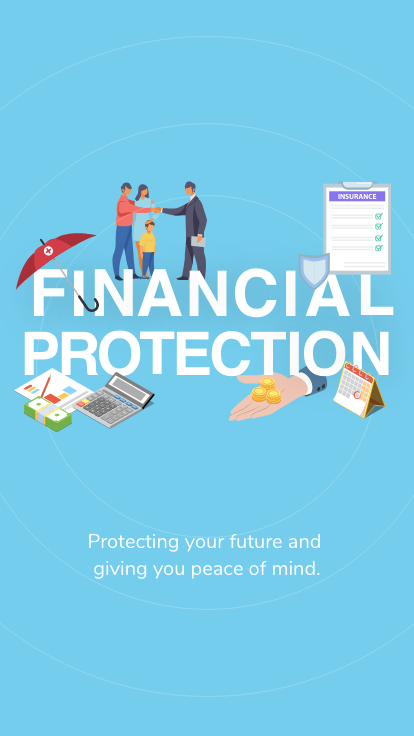 INSURANCE
FINANCIAL
PROTECTION
Protecting your future and
giving you peace of mind.